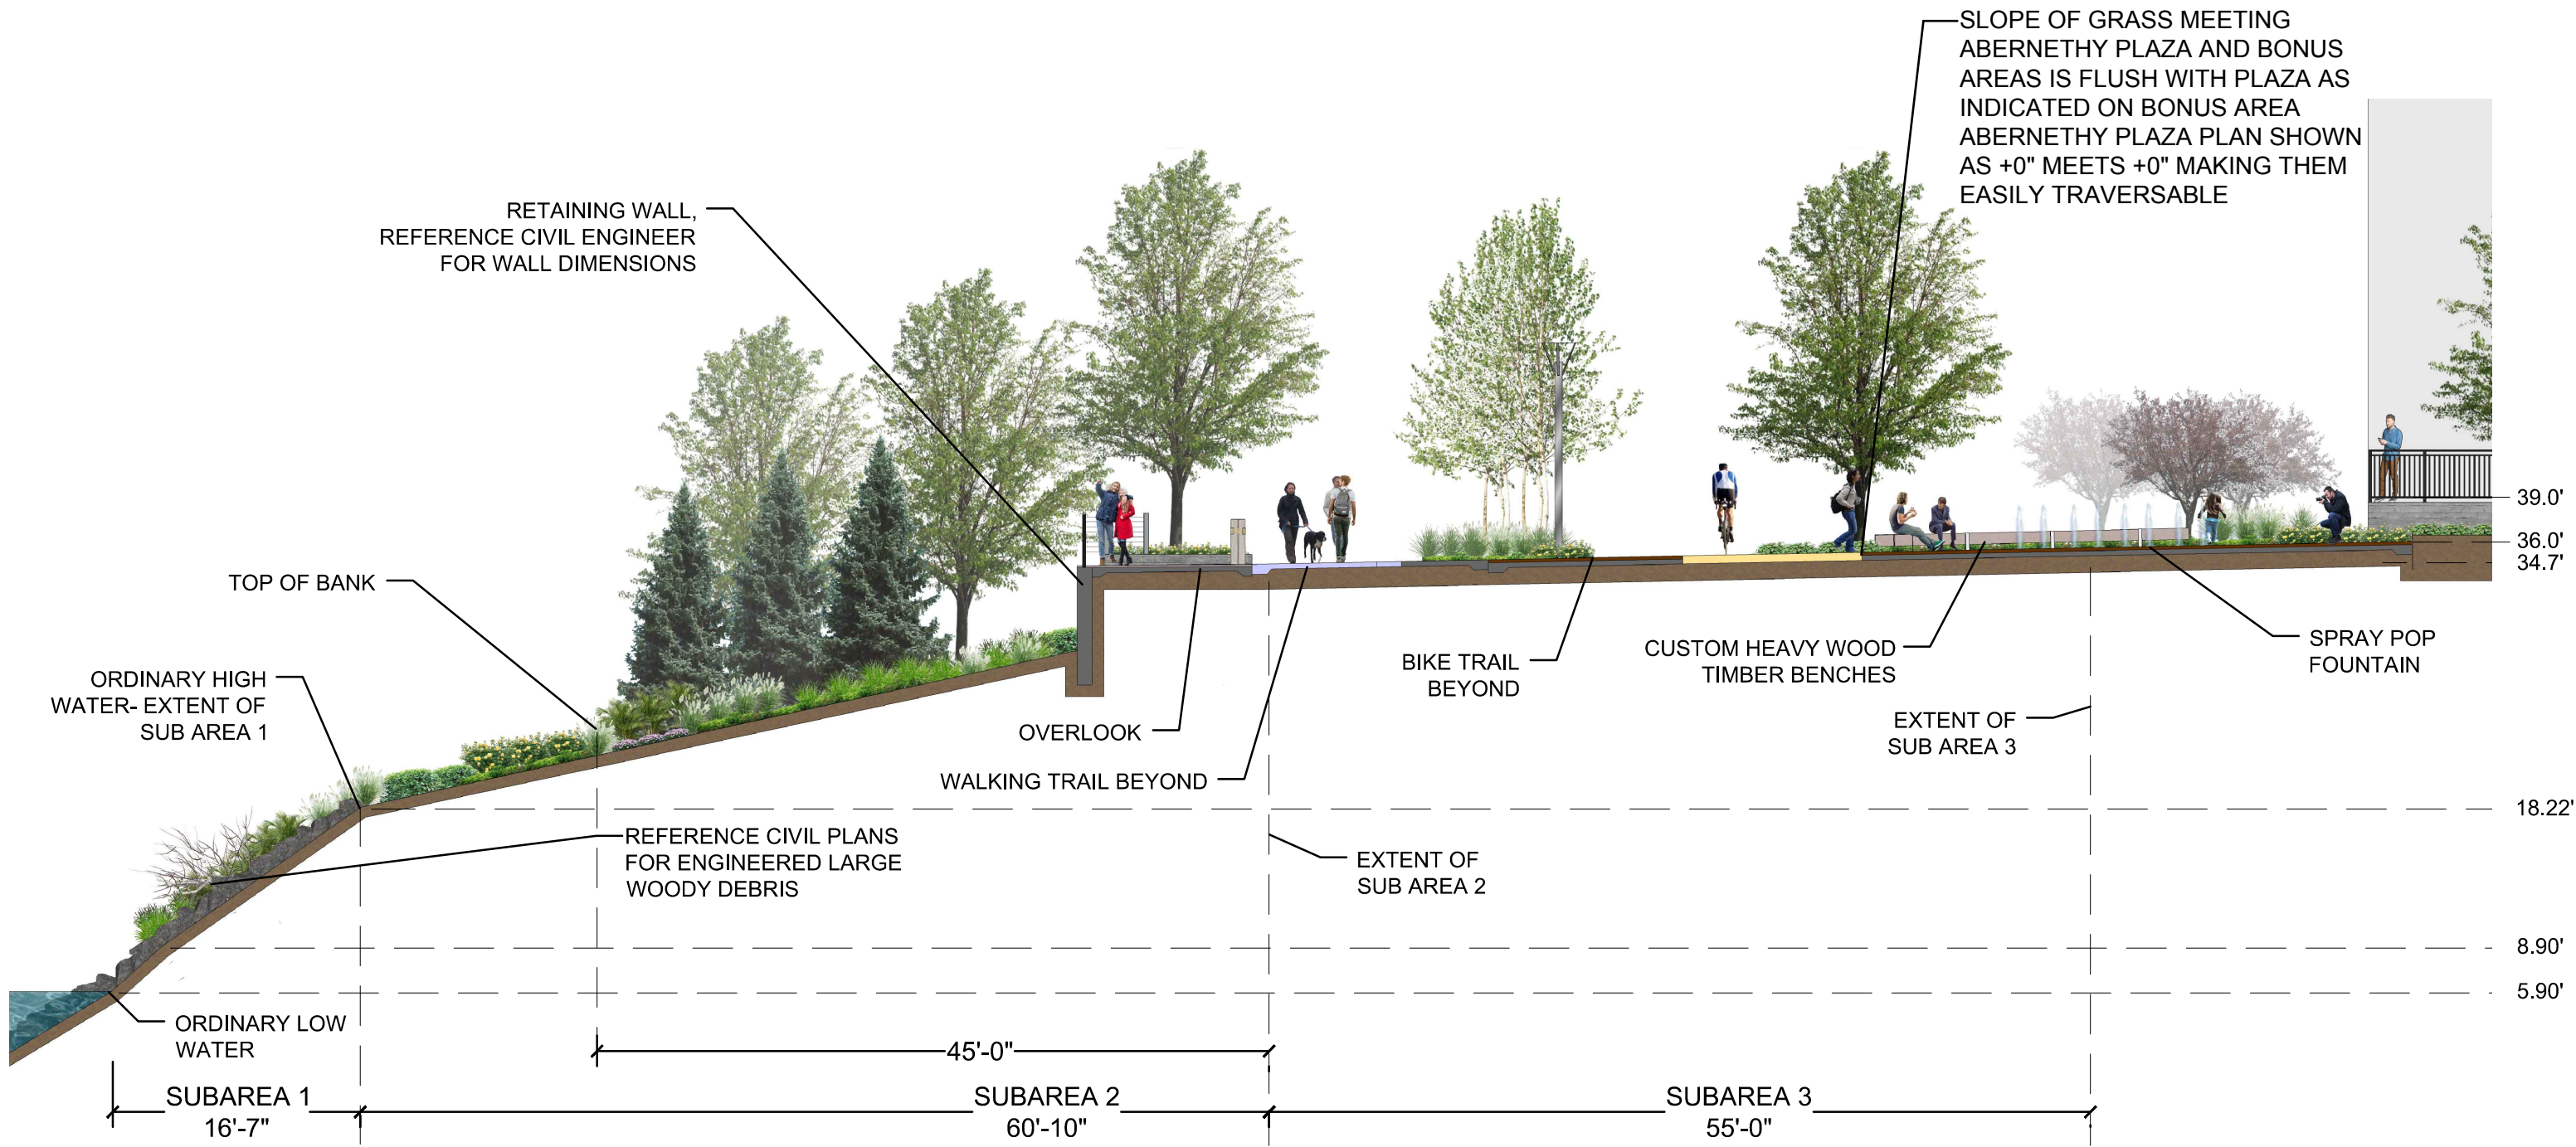 SLOPE OF GRASS MEETING
ABERNETHY PLAZA AND BONUS
AREAS IS FLUSH WITH PLAZA AS
INDICATED ON BONUS AREA
ABERNETHY PLAZA PLAN SHOWN
AS +0" MEETS +0" MAKING THEM
EASILY TRAVERSABLE
RETAINING WALL,
REFERENCE CIVIL ENGINEER
FOR WALL DIMENSIONS
TOP OF BANK
ORDINARY HIGH
WATER- EXTENT OF
SUB AREA 1
39.0'
36.0'
34.7'
BIKE TRAIL
BEYOND
CUSTOM HEAVY WOOD
TIMBER BENCHES
SPRAY POP
FOUNTAIN
OVERLOOK
EXTENT OF
SUB AREA 3
WALKING TRAIL BEYOND
18.22'
REFERENCE CIVIL PLANS
FOR ENGINEERED LARGE
WOODY DEBRIS
EXTENT OF
SUB AREA 2
8.90'
5.90'
ORDINARY LOW
WATER
45'-0"
SUBAREA 1
16'-7"
SUBAREA 2
60'-10"
SUBAREA 3
55'-0"